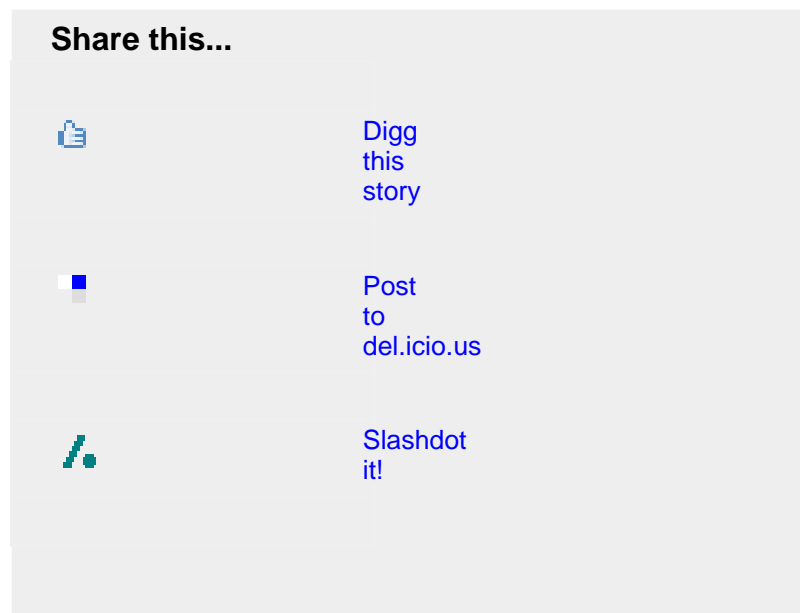 Share this...
Digg
this
story
Post
to
del.icio.us
Slashdot
it!